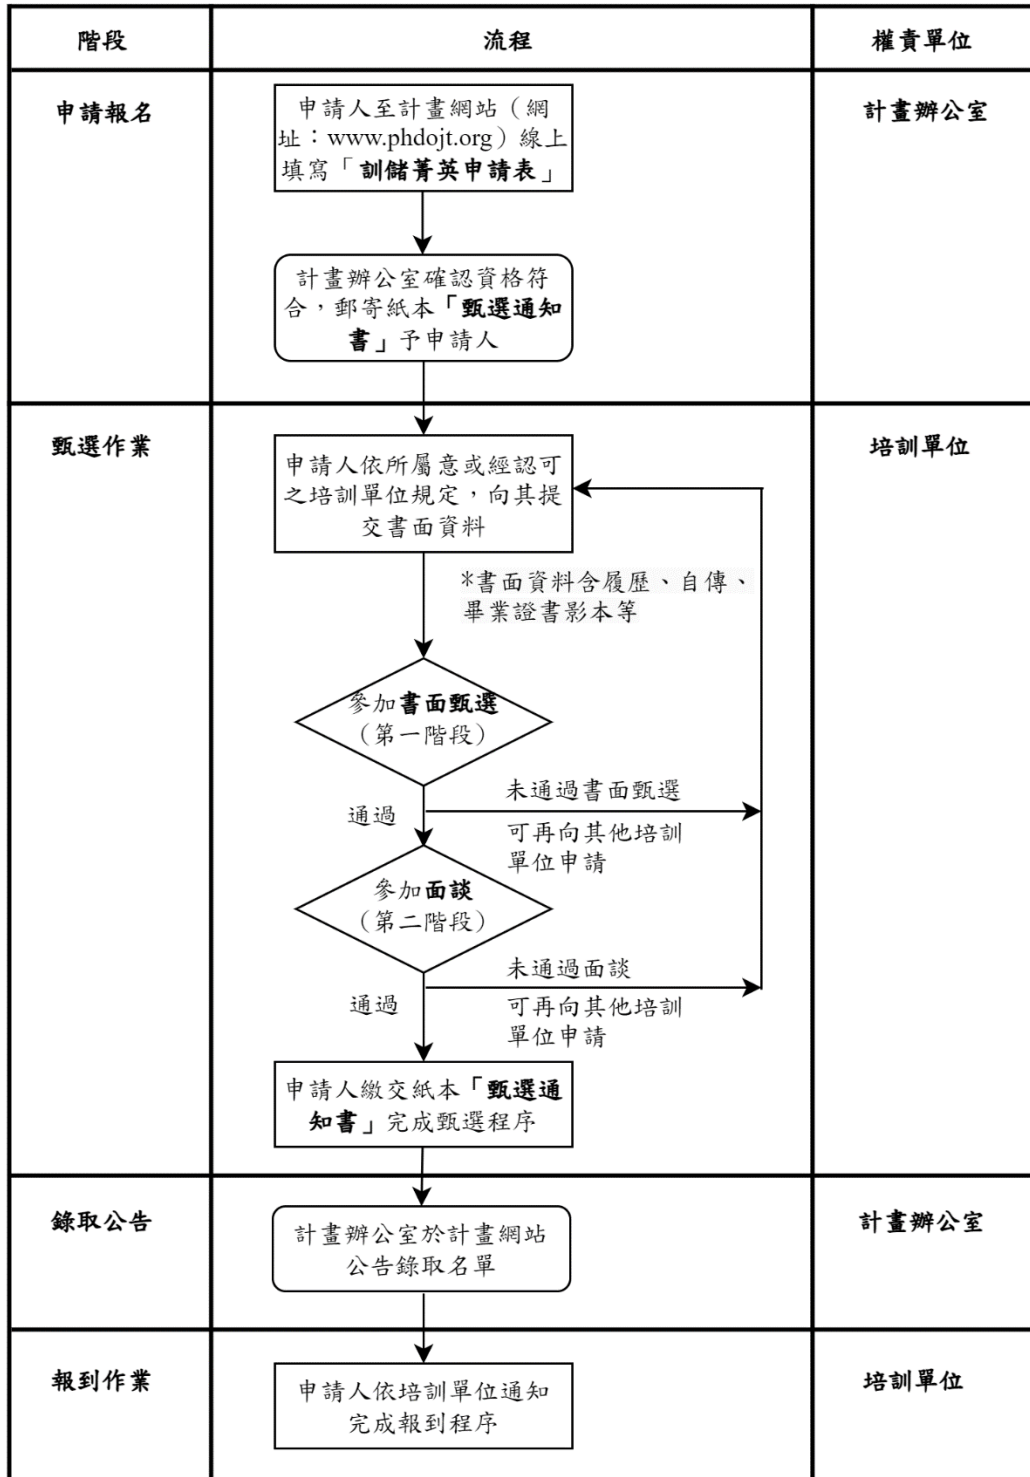 階段
流程
權責單位
申請報名
申請人至計畫網站（網
址：www.phdojt.org）線上
填寫「訓儲菁英申請表」
計畫辦公室
計畫辦公室確認資格符
合，郵寄紙本「甄選通知
書」予申請人
甄選作業
申請人依所屬意或經認可
之培訓單位規定，向其提
交書面資料
培訓單位
*書面資料含履歷、自傳、
畢業證書影本等
參加書面甄選
（第一階段）
通過
未通過書面甄選
可再向其他培訓
單位申請
參加面談
（第二階段）
通過
未通過面談
可再向其他培訓
單位申請
申請人繳交紙本「甄選通
知書」完成甄選程序
錄取公告
計畫辦公室於計畫網站
公告錄取名單
計畫辦公室
報到作業
申請人依培訓單位通知
完成報到程序
培訓單位